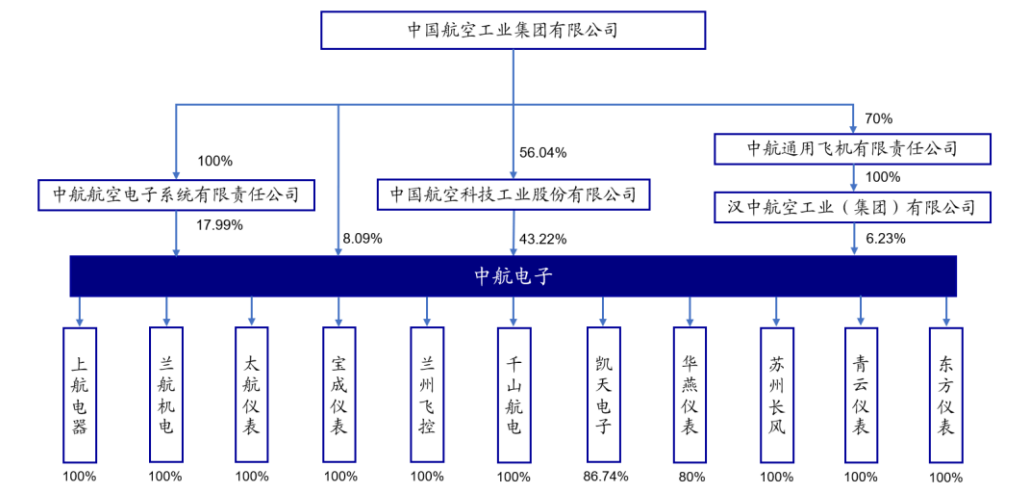 中国航空工业集团有限公司
70%
100%
56.04%
中航通用飞机有限责任公司
100%
中航航空电子系统有限责任公司
中国航空科技工业股份有限公司
汉中航空工业（集团）有限公司
17.99%
8.09%
43.22%
6.23%
中航电子
上航电器
兰航机电
太航仪表
宝成仪表
兰州飞控
千山航电
凯天电子
华燕仪表
苏州长风
青云仪表
东方仪表
100%
100%
100%
100%
100%
100%
86.74%
80%
100%
100%
100%